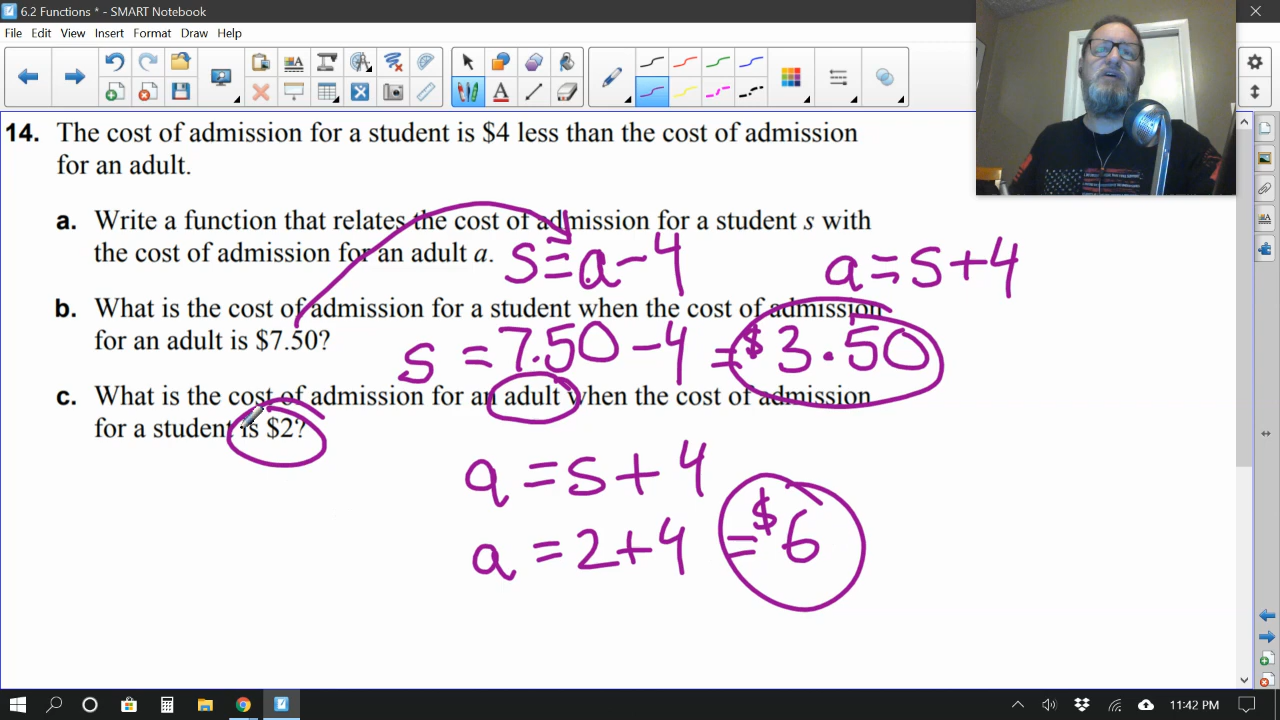 6.2 Functions * - SMART Notebook
File Edit View Insert Format Draw Help
14. The cost of admission for a student is $4 less than the cost of admission
for an adult.
a. Write a function that relates the cost of admission for a student s with
the cost of admission for an adult a.
s = a - 4
a = s + 4
b. What is the cost of admission for a student when the cost of admission
for an adult is $7.50?
s = 7.50 - 4 = $3.50
c. What is the cost of admission for an adult when the cost of admission
for a student is $2?
a = s + 4
a = 2 + 4 = $6
11:42 PM